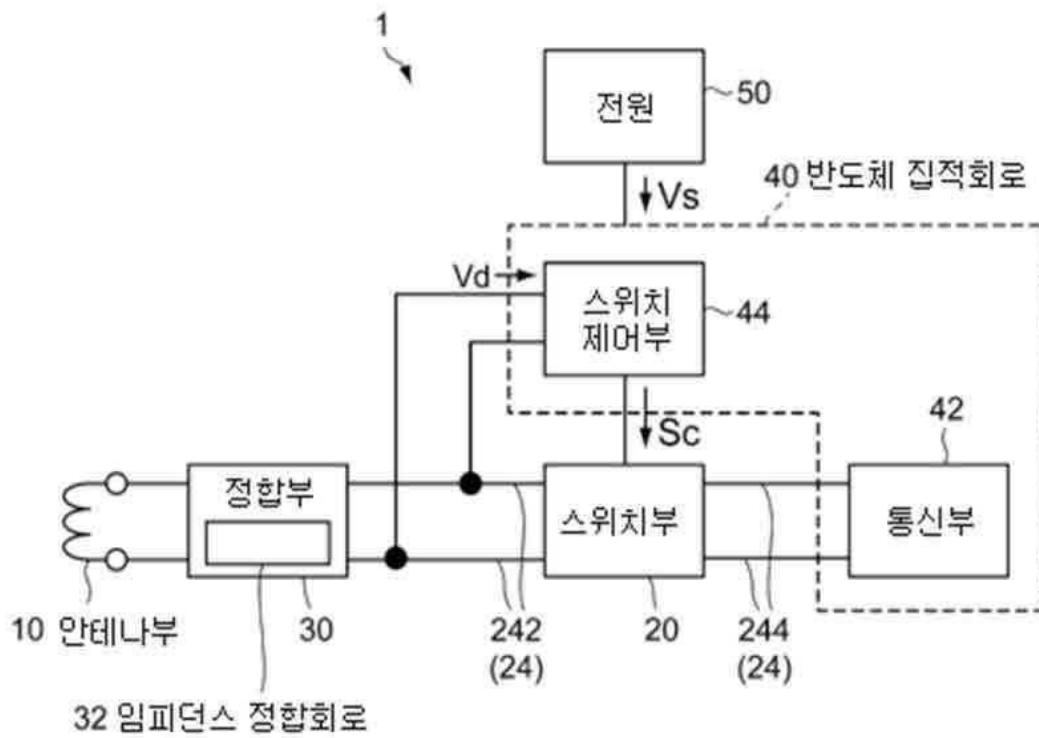 1
전원
50
Vs
40 반도체 집적회로
Vd
스위치
제어부
44
Sc
42
정합부
스위치부
통신부
10 안테나부
30
242
(24)
20
244
(24)
32 임피던스 정합회로